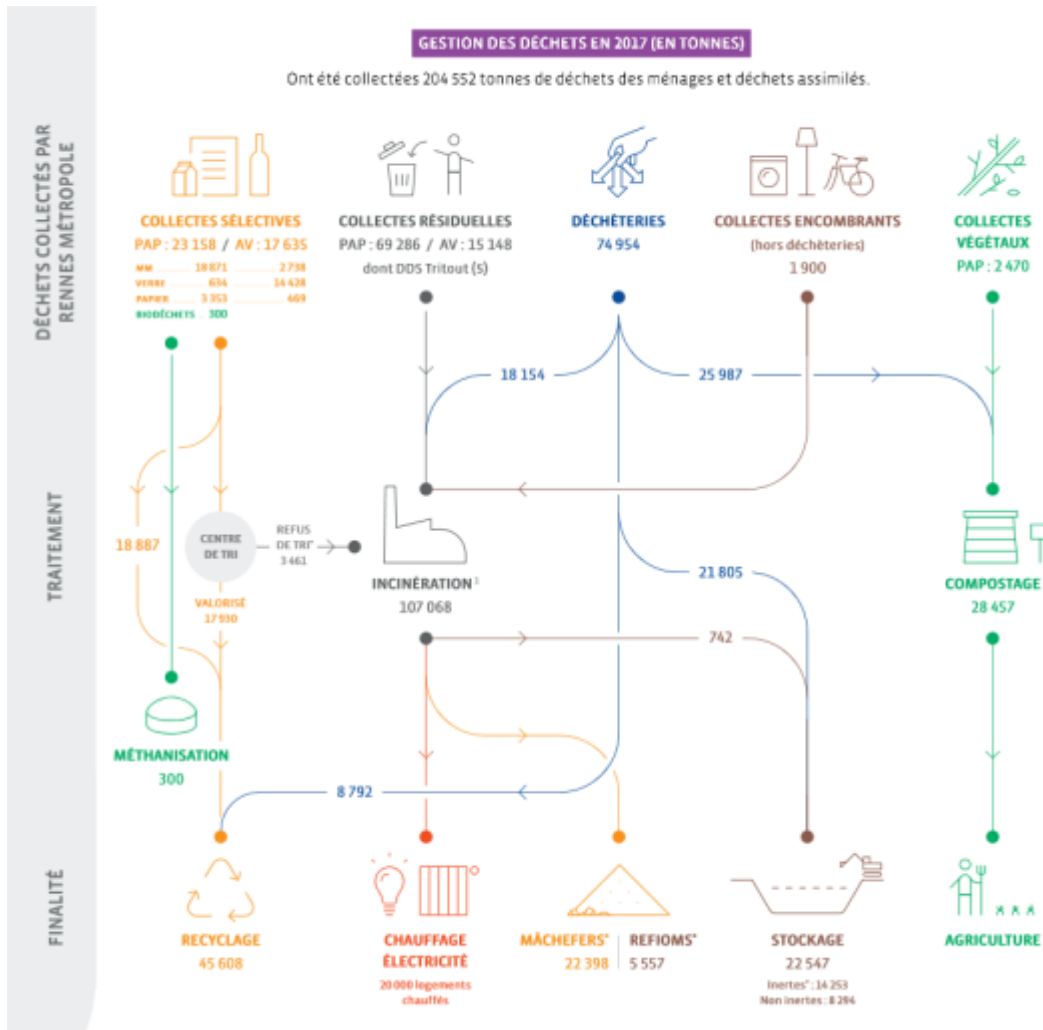 GESTION DES DÉCHETS EN 2017 (EN TONNES)
Ont été collectées 204 552 tonnes de déchets des ménages et déchets assimilés.
DÉCHETS COLLECTÉS PAR
RENNES MÉTROPOLE
COLLECTES SÉLECTIVES
PAP : 23 158 / AV : 17 635
MM 18 871 2 738
VERRE 634 14 428
PAPIER 3 353 469
BIODÉCHETS 300
COLLECTES RÉSIDUELLES
PAP : 69 286 / AV : 15 148
dont DDS Tritout (5)
DÉCHÈTERIES
74 954
COLLECTES ENCOMBRANTS
(hors déchèteries)
1 900
COLLECTES
VÉGÉTAUX
PAP : 2 470
18 154
25 987
TRAITEMENT
18 887
CENTRE
DE TRI
REFUS
DE TRI*
3 461
VALORISÉ
17 930
INCINÉRATION¹
107 068
21 805
COMPOSTAGE
28 457
742
MÉTHANISATION
300
8 792
FINALITÉ
RECYCLAGE
45 608
CHAUFFAGE
ÉLECTRICITÉ
20 000 logements
chauffés
MÂCHEFERS*
22 398
REFIOMS*
5 557
STOCKAGE
22 547
Inertes* : 14 253
Non inertes : 8 294
AGRICULTURE